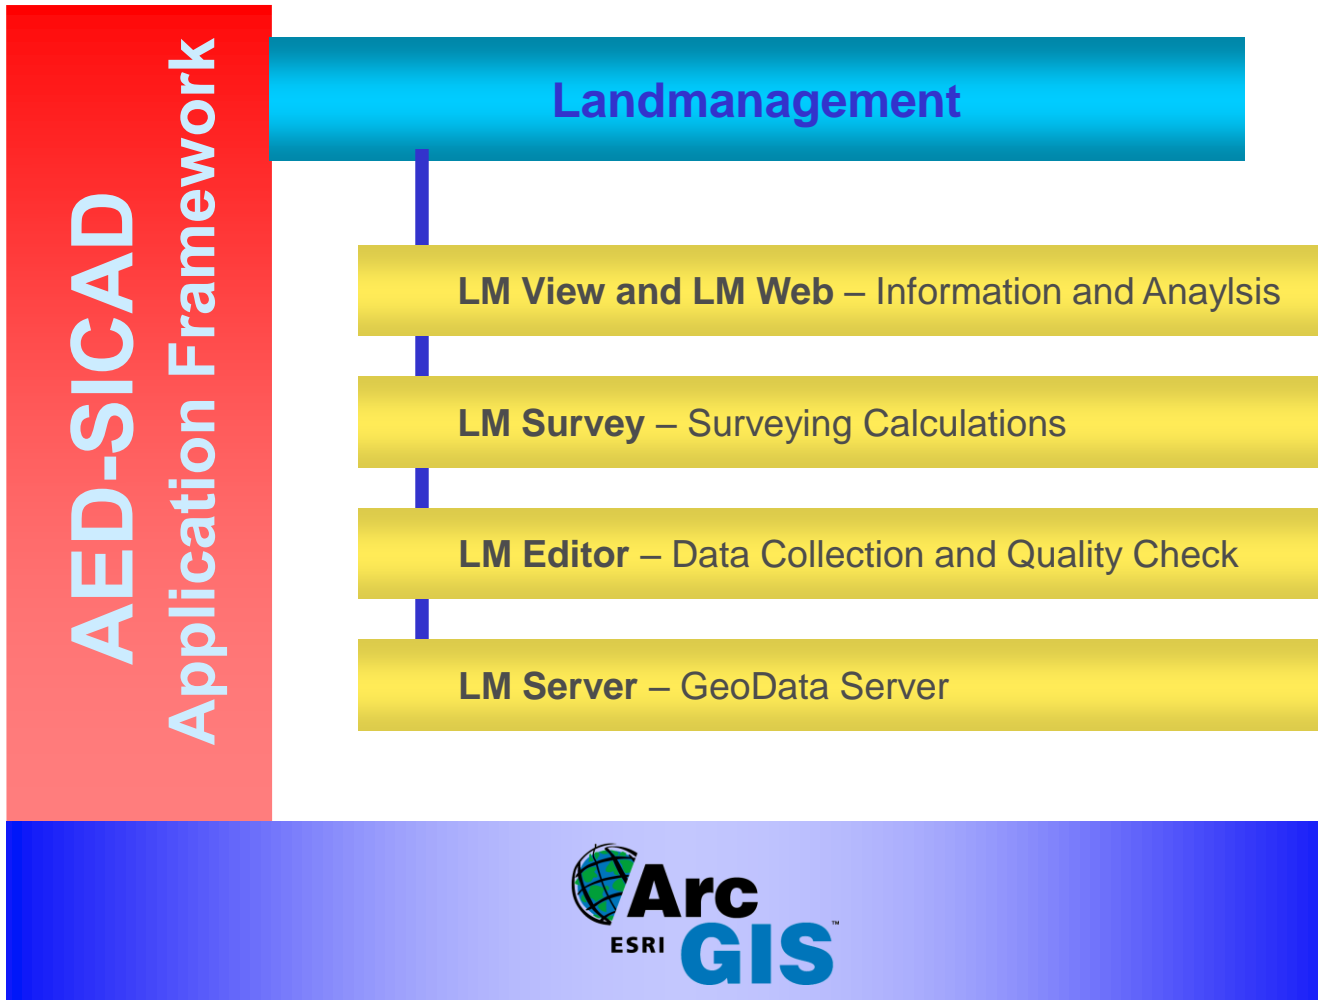 AED-SICAD
Application Framework
Landmanagement
LM View and LM Web – Information and Anaylsis
LM Survey – Surveying Calculations
LM Editor – Data Collection and Quality Check
LM Server – GeoData Server
Arc
ESRI
GIS™